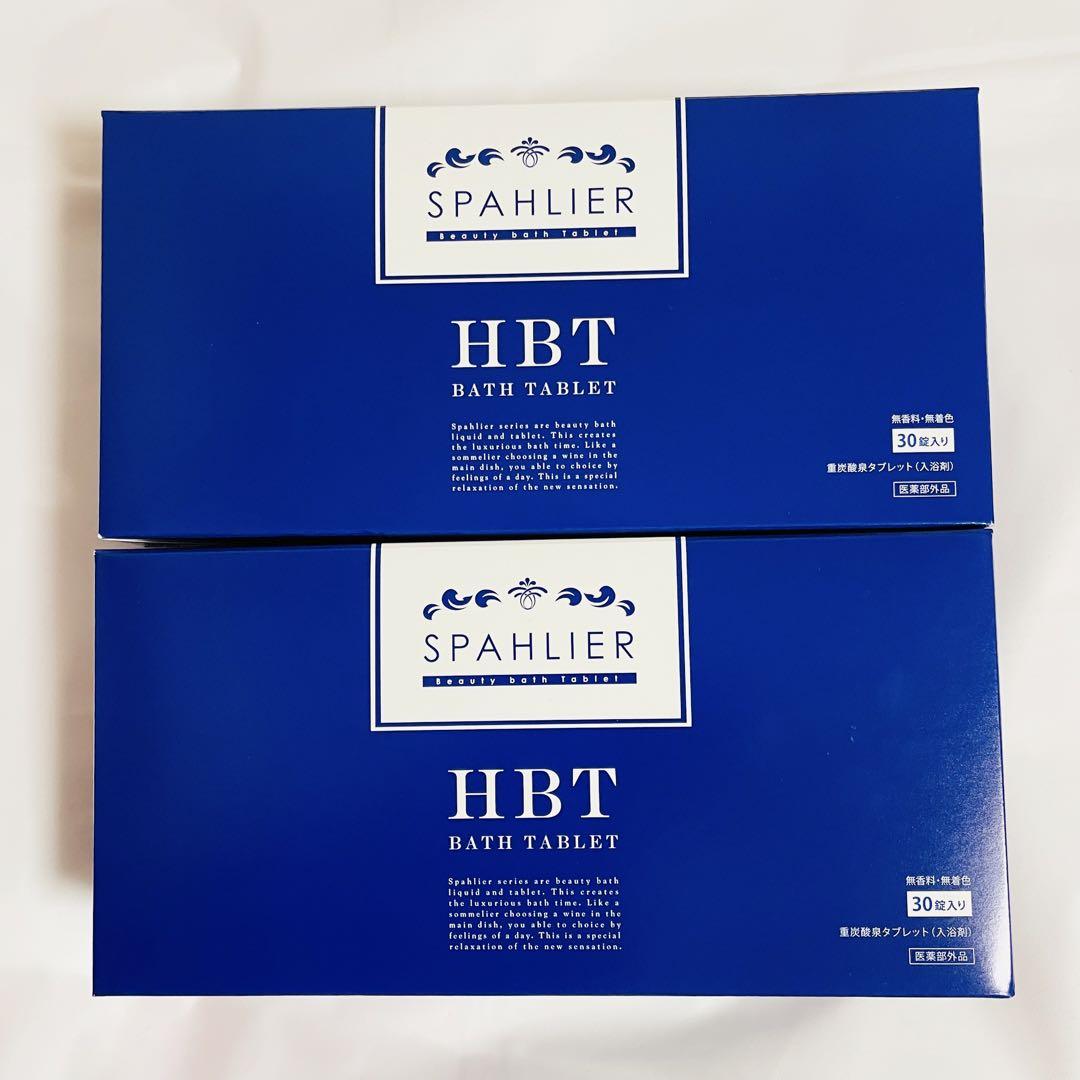 SPAHLIER
Beauty bath Tablet
HBT
BATH TABLET
Spahlier series are beauty bath
liquid and tablet. This creates
the luxurious bath time. Like a
sommelier choosing a wine in the
main dish, you able to choice by
feelings of a day. This is a special
relaxation of the new sensation.
無香料・無着色
30錠入り
重炭酸泉タブレット(入浴剤)
医薬部外品
SPAHLIER
Beauty bath Tablet
HBT
BATH TABLET
Spahlier series are beauty bath
liquid and tablet. This creates
the luxurious bath time. Like a
sommelier choosing a wine in the
main dish, you able to choice by
feelings of a day. This is a special
relaxation of the new sensation.
無香料・無着色
30錠入り
重炭酸泉タブレット(入浴剤)
医薬部外品